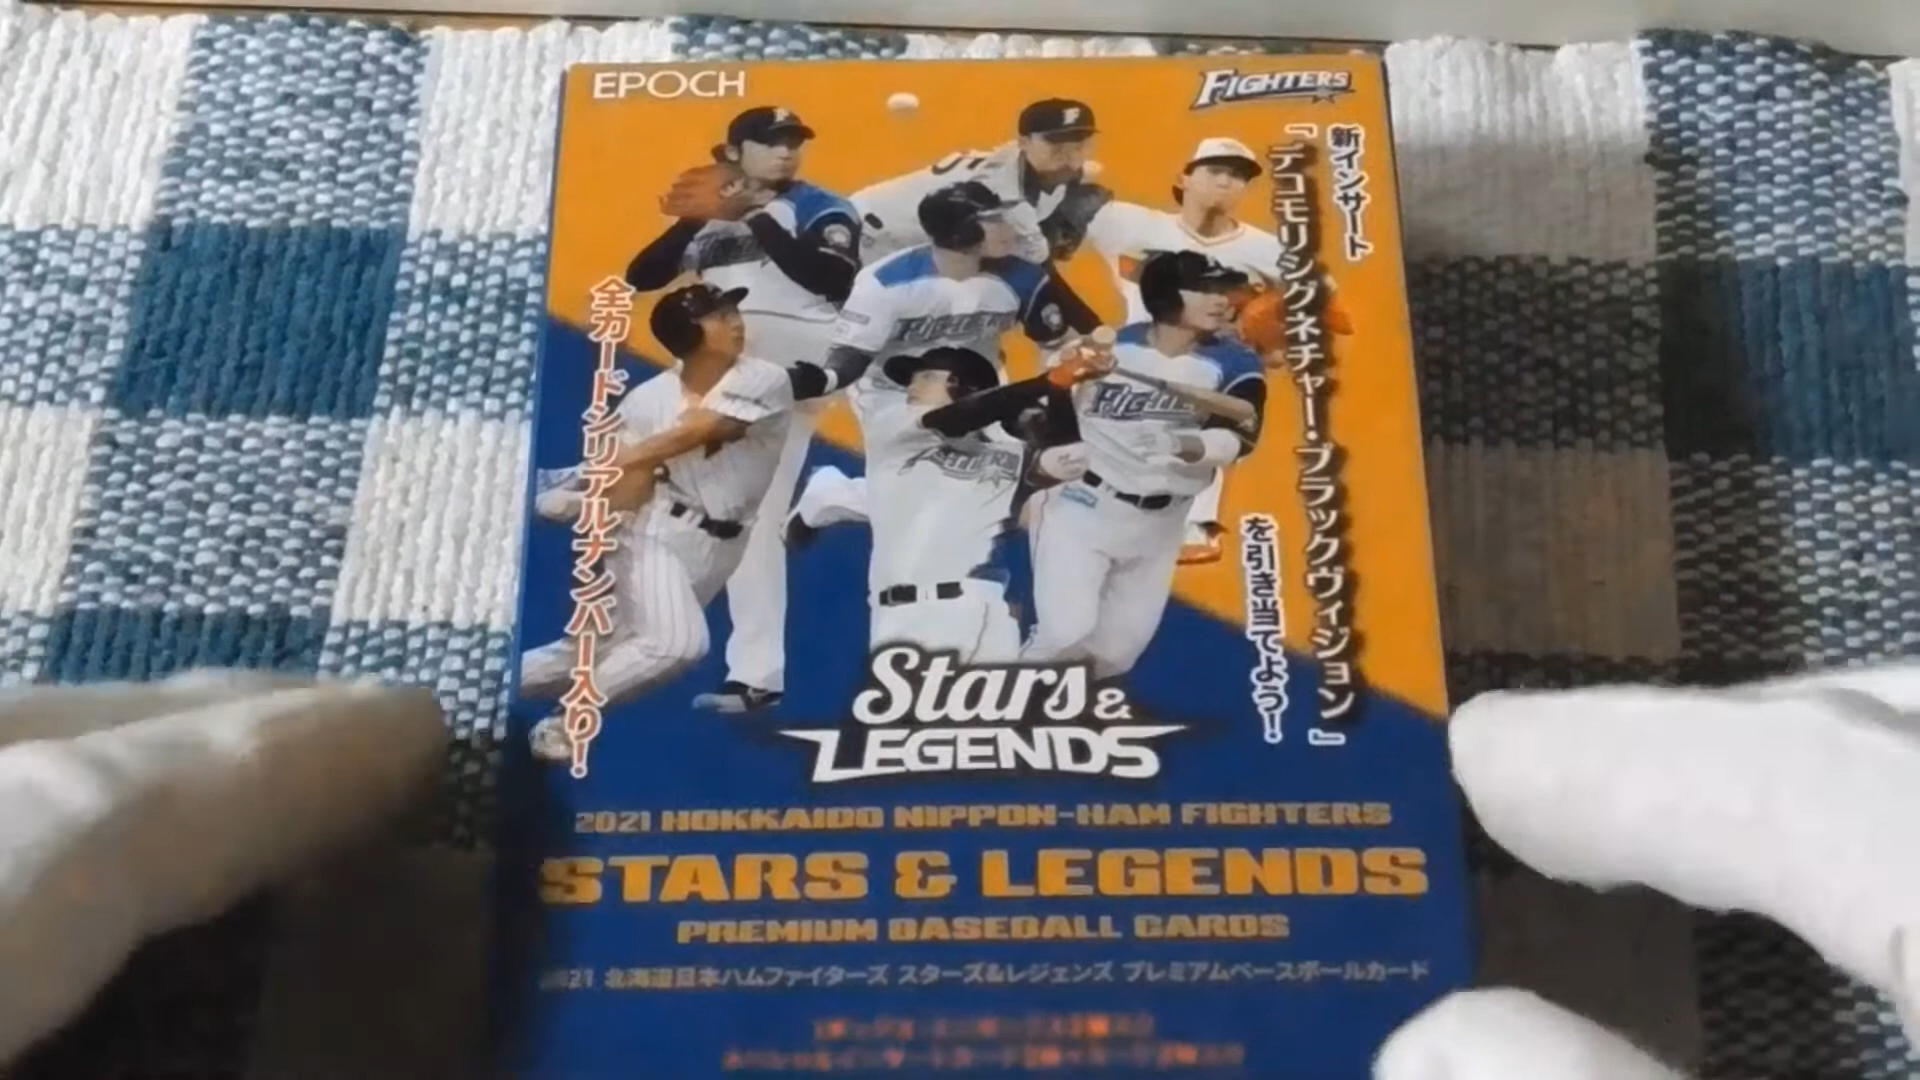 EPOCH
FIGHTERS
新インサート
「デコモリシグネチャー・ブラックヴィジョン」
を引き当てよう!
全カードシリアルナンバー入り!
FIGHTERS
FIGHTERS
Stars &
LEGENDS
2021 HOKKAIDO NIPPON-HAM FIGHTERS
STARS & LEGENDS
PREMIUM BASEBALL CARDS
2021 北海道日本ハムファイターズ スターズ&レジェンズ プレミアムベースボールカード